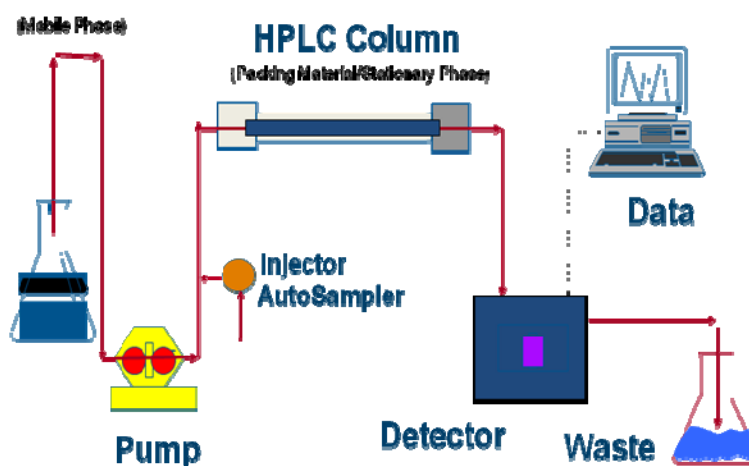 (Mobile Phase)
HPLC Column
(Packing Material/Stationary Phase)
Injector
AutoSampler
Data
Pump
Detector
Waste